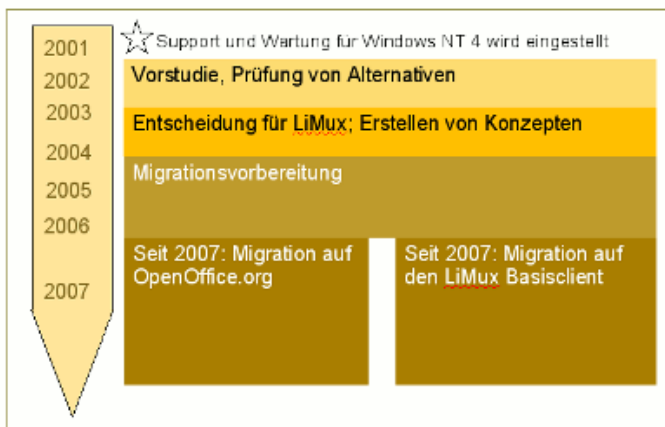 2001
Support und Wartung für Windows NT 4 wird eingestellt
2002
Vorstudie, Prüfung von Alternativen
2003
Entscheidung für LiMux; Erstellen von Konzepten
2004
Migrationsvorbereitung
2005
2006
Seit 2007: Migration auf
OpenOffice.org
Seit 2007: Migration auf
den LiMux Basisclient
2007